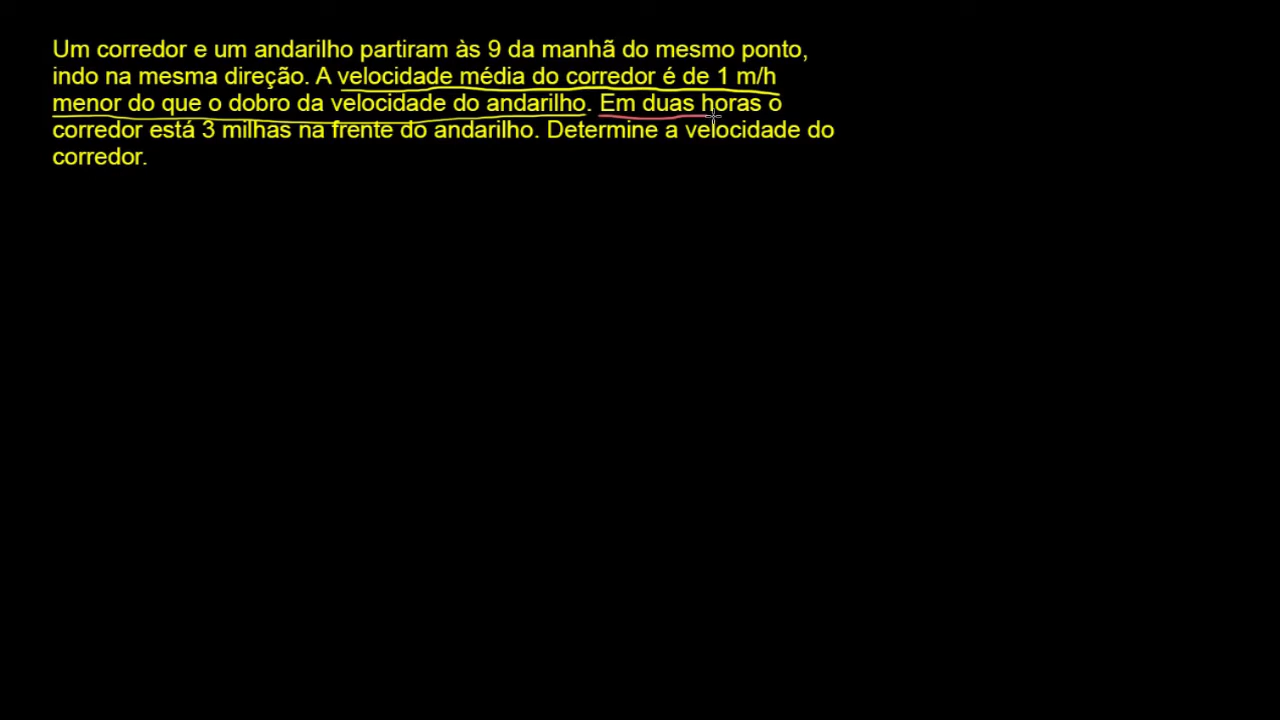 Um corredor e um andarilho partiram às 9 da manhã do mesmo ponto,
indo na mesma direção. A velocidade média do corredor é de 1 m/h
menor do que o dobro da velocidade do andarilho. Em duas horas o
corredor está 3 milhas na frente do andarilho. Determine a velocidade do
corredor.